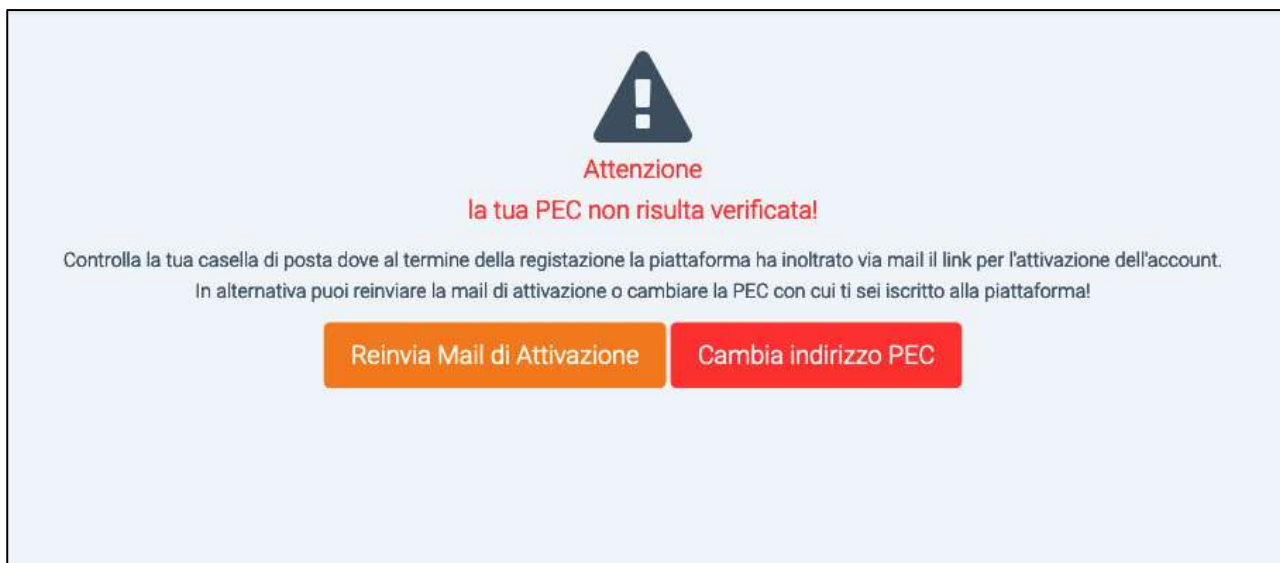 Attenzione
la tua PEC non risulta verificata!
Controlla la tua casella di posta dove al termine della registazione la piattaforma ha inoltrato via mail il link per l'attivazione dell'account.
In alternativa puoi reinviare la mail di attivazione o cambiare la PEC con cui ti sei iscritto alla piattaforma!
Reinvia Mail di Attivazione
Cambia indirizzo PEC